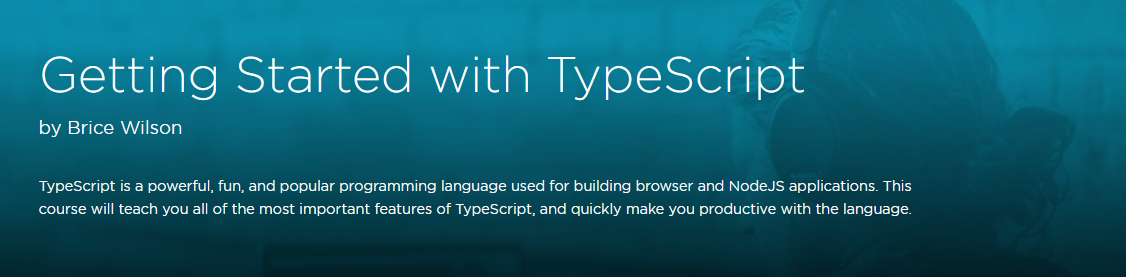 Getting Started with TypeScript
by Brice Wilson
TypeScript is a powerful, fun, and popular programming language used for building browser and NodeJS applications. This
course will teach you all of the most important features of TypeScript, and quickly make you productive with the language.